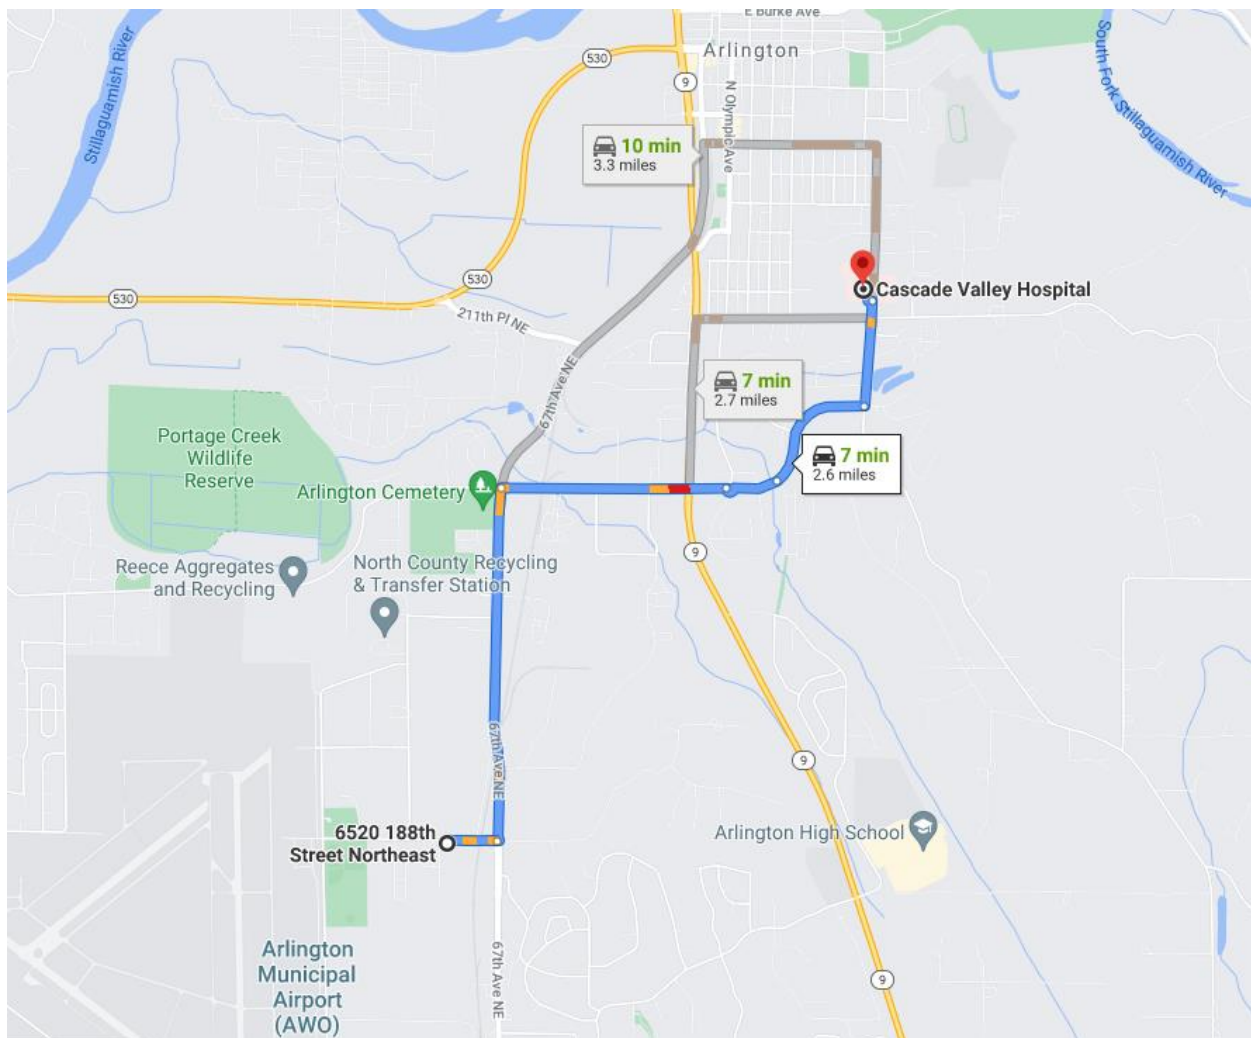 E Burke Ave
Arlington
530
9
N Olympic Ave
Stillaguamish River
South Fork Stillaguamish River
10 min
3.3 miles
530
530
211th Pl NE
Cascade Valley Hospital
67th Ave NE
7 min
2.7 miles
Portage Creek
Wildlife
Reserve
7 min
2.6 miles
Arlington Cemetery
9
Reece Aggregates
and Recycling
North County Recycling
& Transfer Station
67th Ave NE
9
6520 188th
Street Northeast
Arlington High School
67th Ave NE
Arlington
Municipal
Airport
(AWO)
9